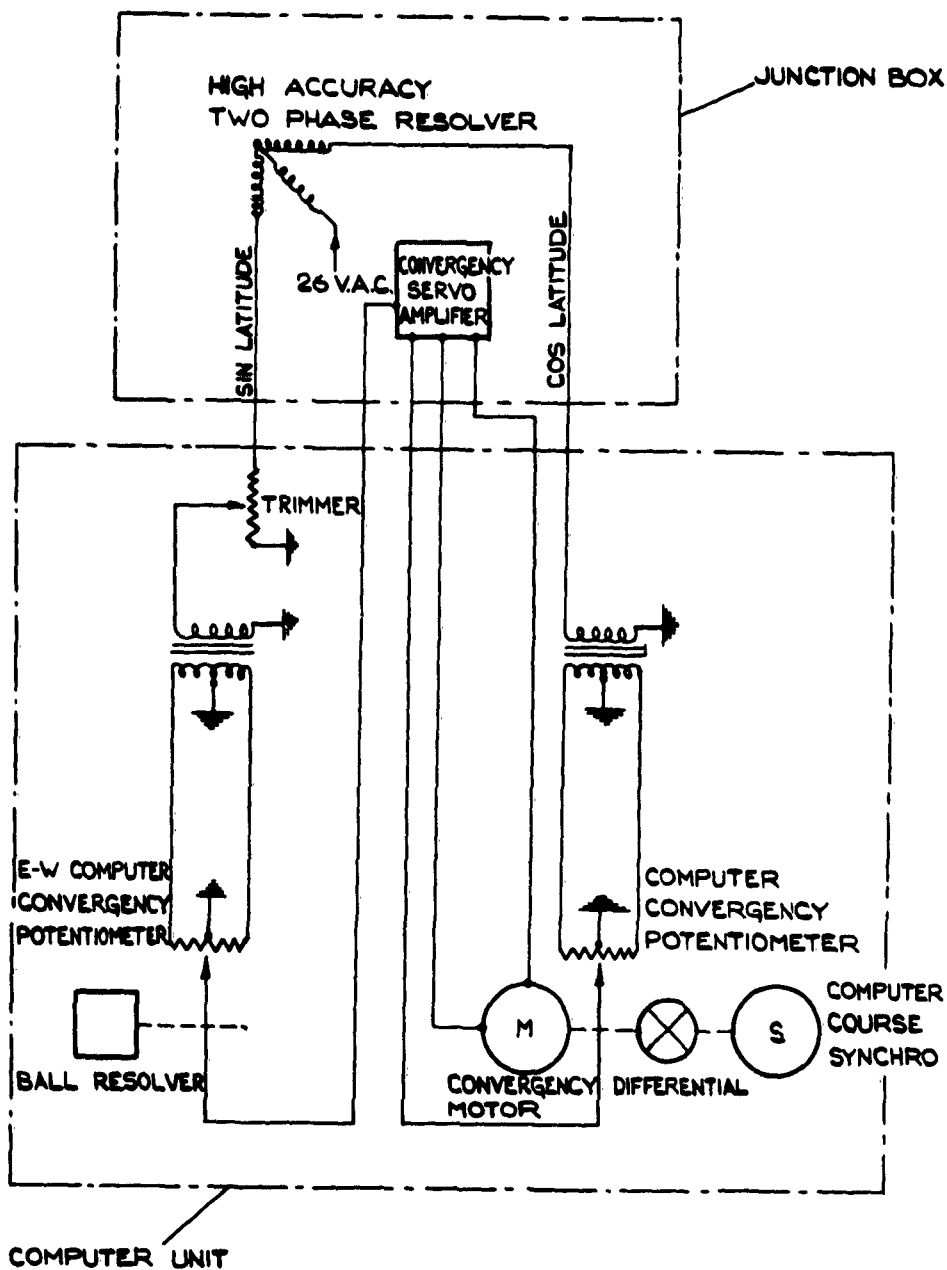 JUNCTION BOX
HIGH ACCURACY
TWO PHASE RESOLVER
SIN LATITUDE
26 V.A.C.
CONVERGENCY
SERVO
AMPLIFIER
COS LATITUDE
TRIMMER
E-W COMPUTER
CONVERGENCY
POTENTIOMETER
COMPUTER
CONVERGENCY
POTENTIOMETER
BALL RESOLVER
M
S
COMPUTER
COURSE
SYNCHRO
CONVERGENCY
MOTOR
DIFFERENTIAL
COMPUTER UNIT